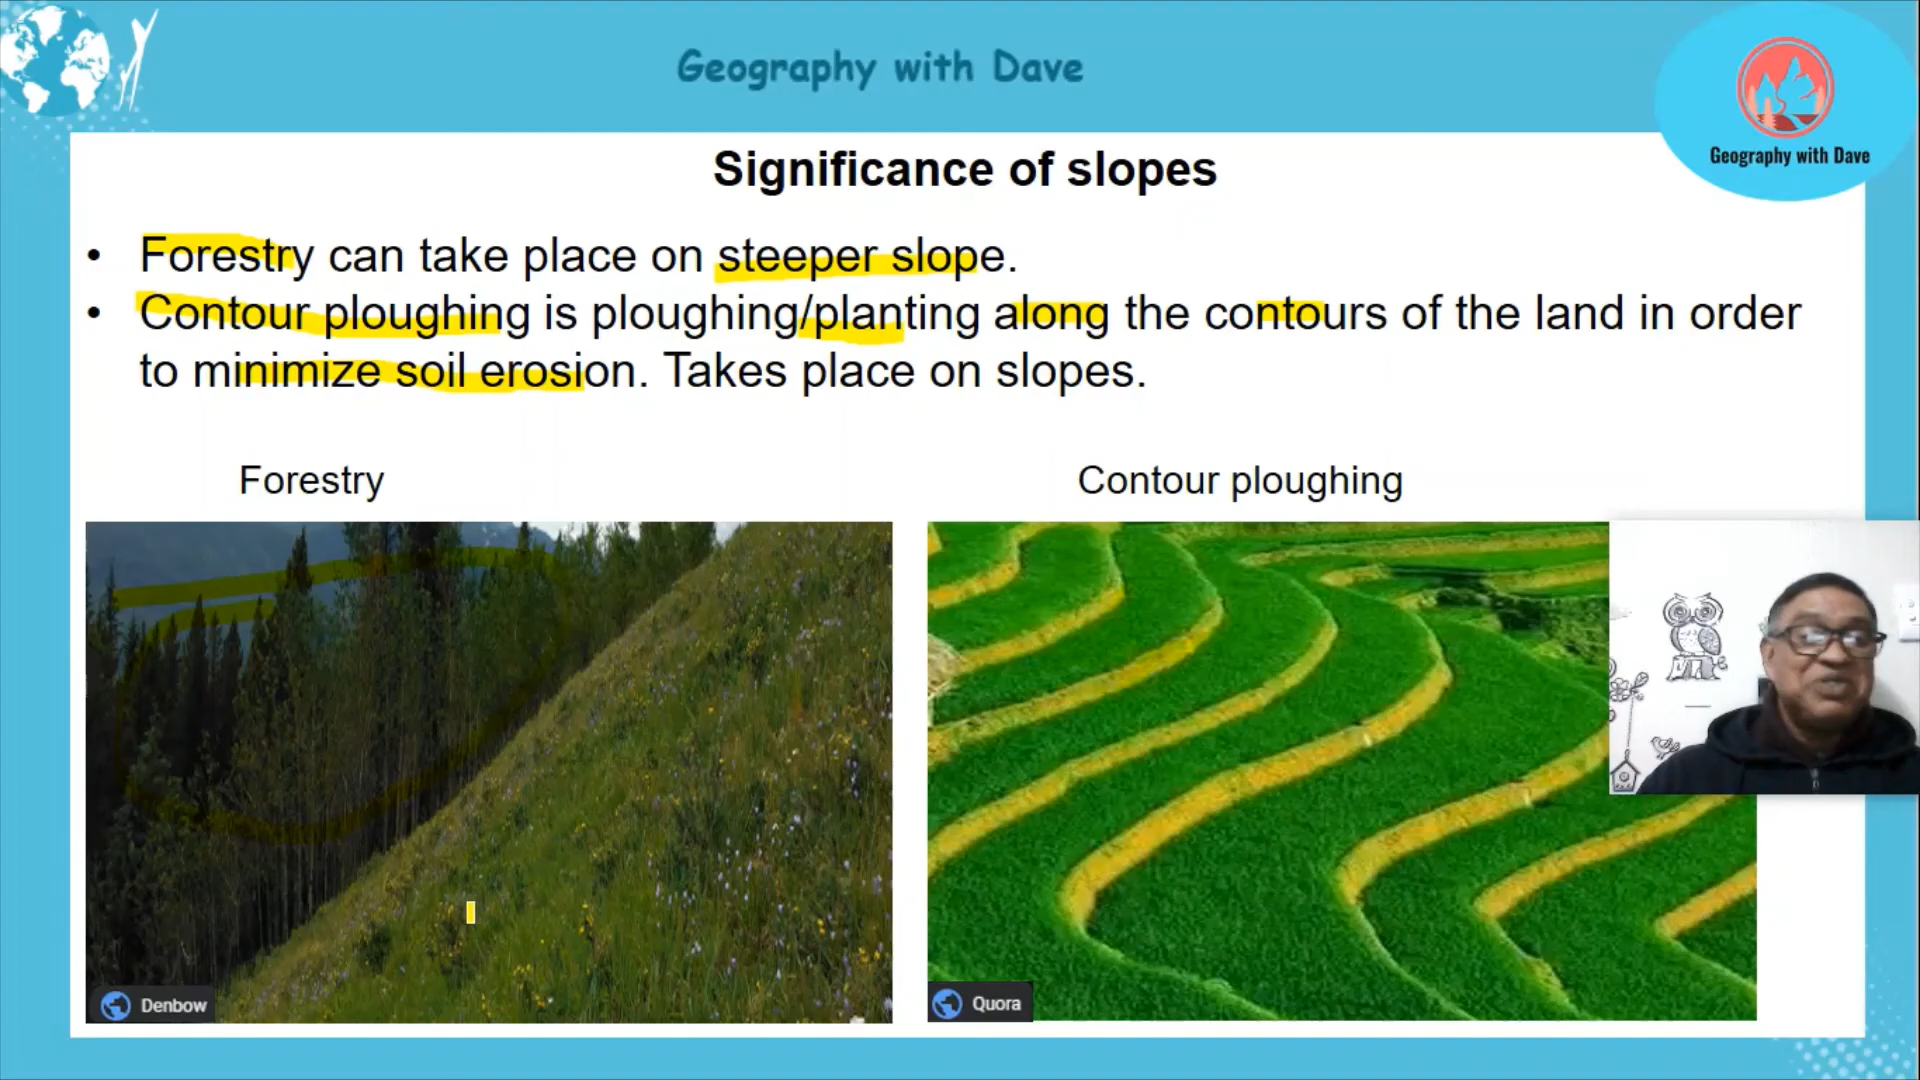 Geography with Dave
Geography with Dave
Significance of slopes
• Forestry can take place on steeper slope.
• Contour ploughing is ploughing/planting along the contours of the land in order
to minimize soil erosion. Takes place on slopes.
Forestry
Contour ploughing
Denbow
Quora